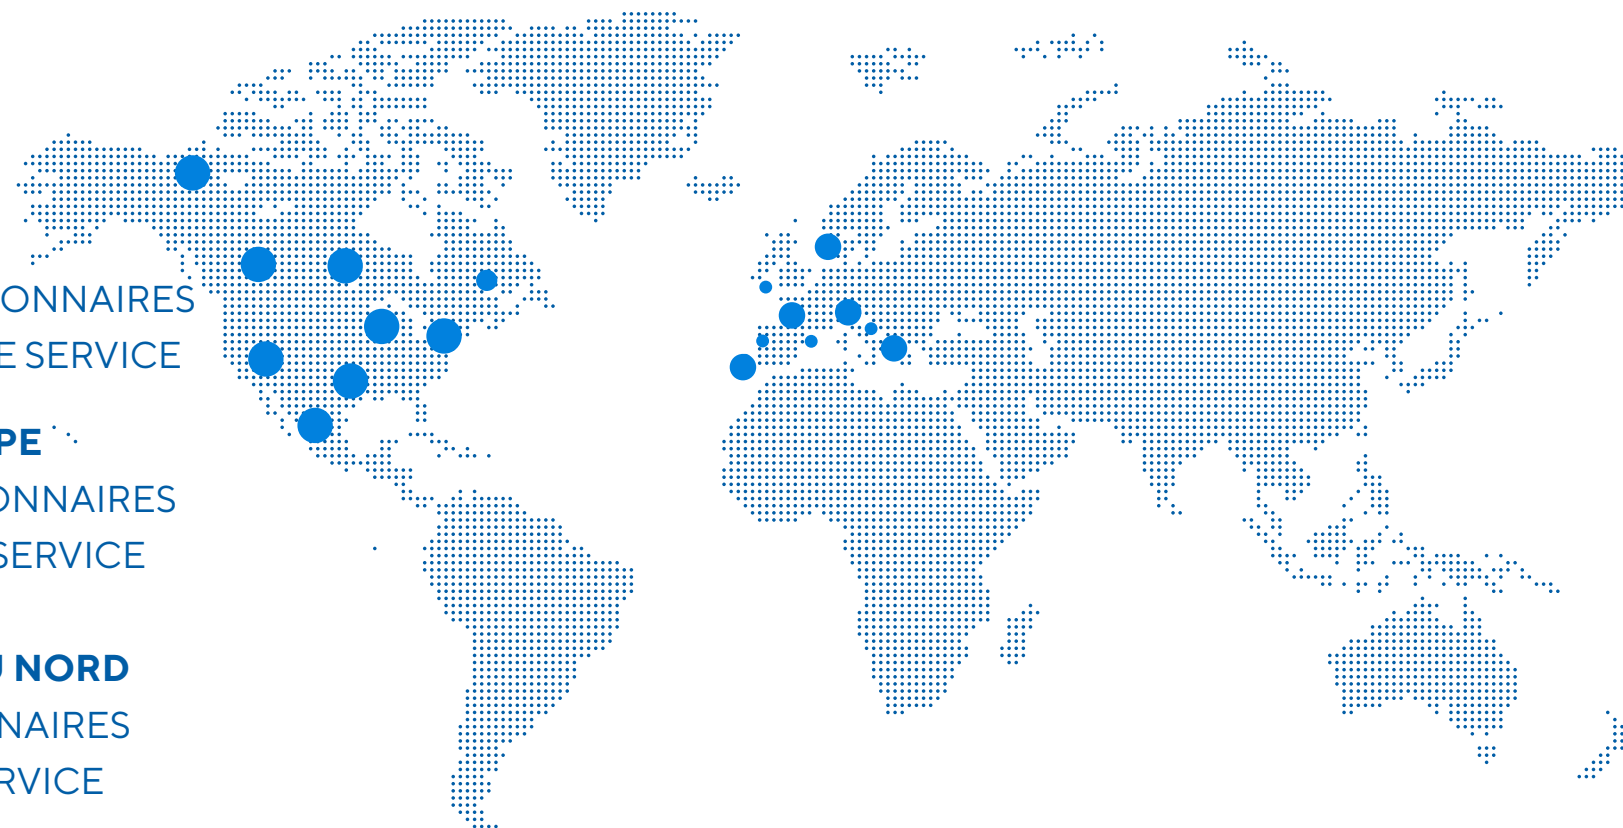 ONNAIRES
E SERVICE
PE
ONNAIRES
SERVICE
U NORD
NAIRES
RVICE